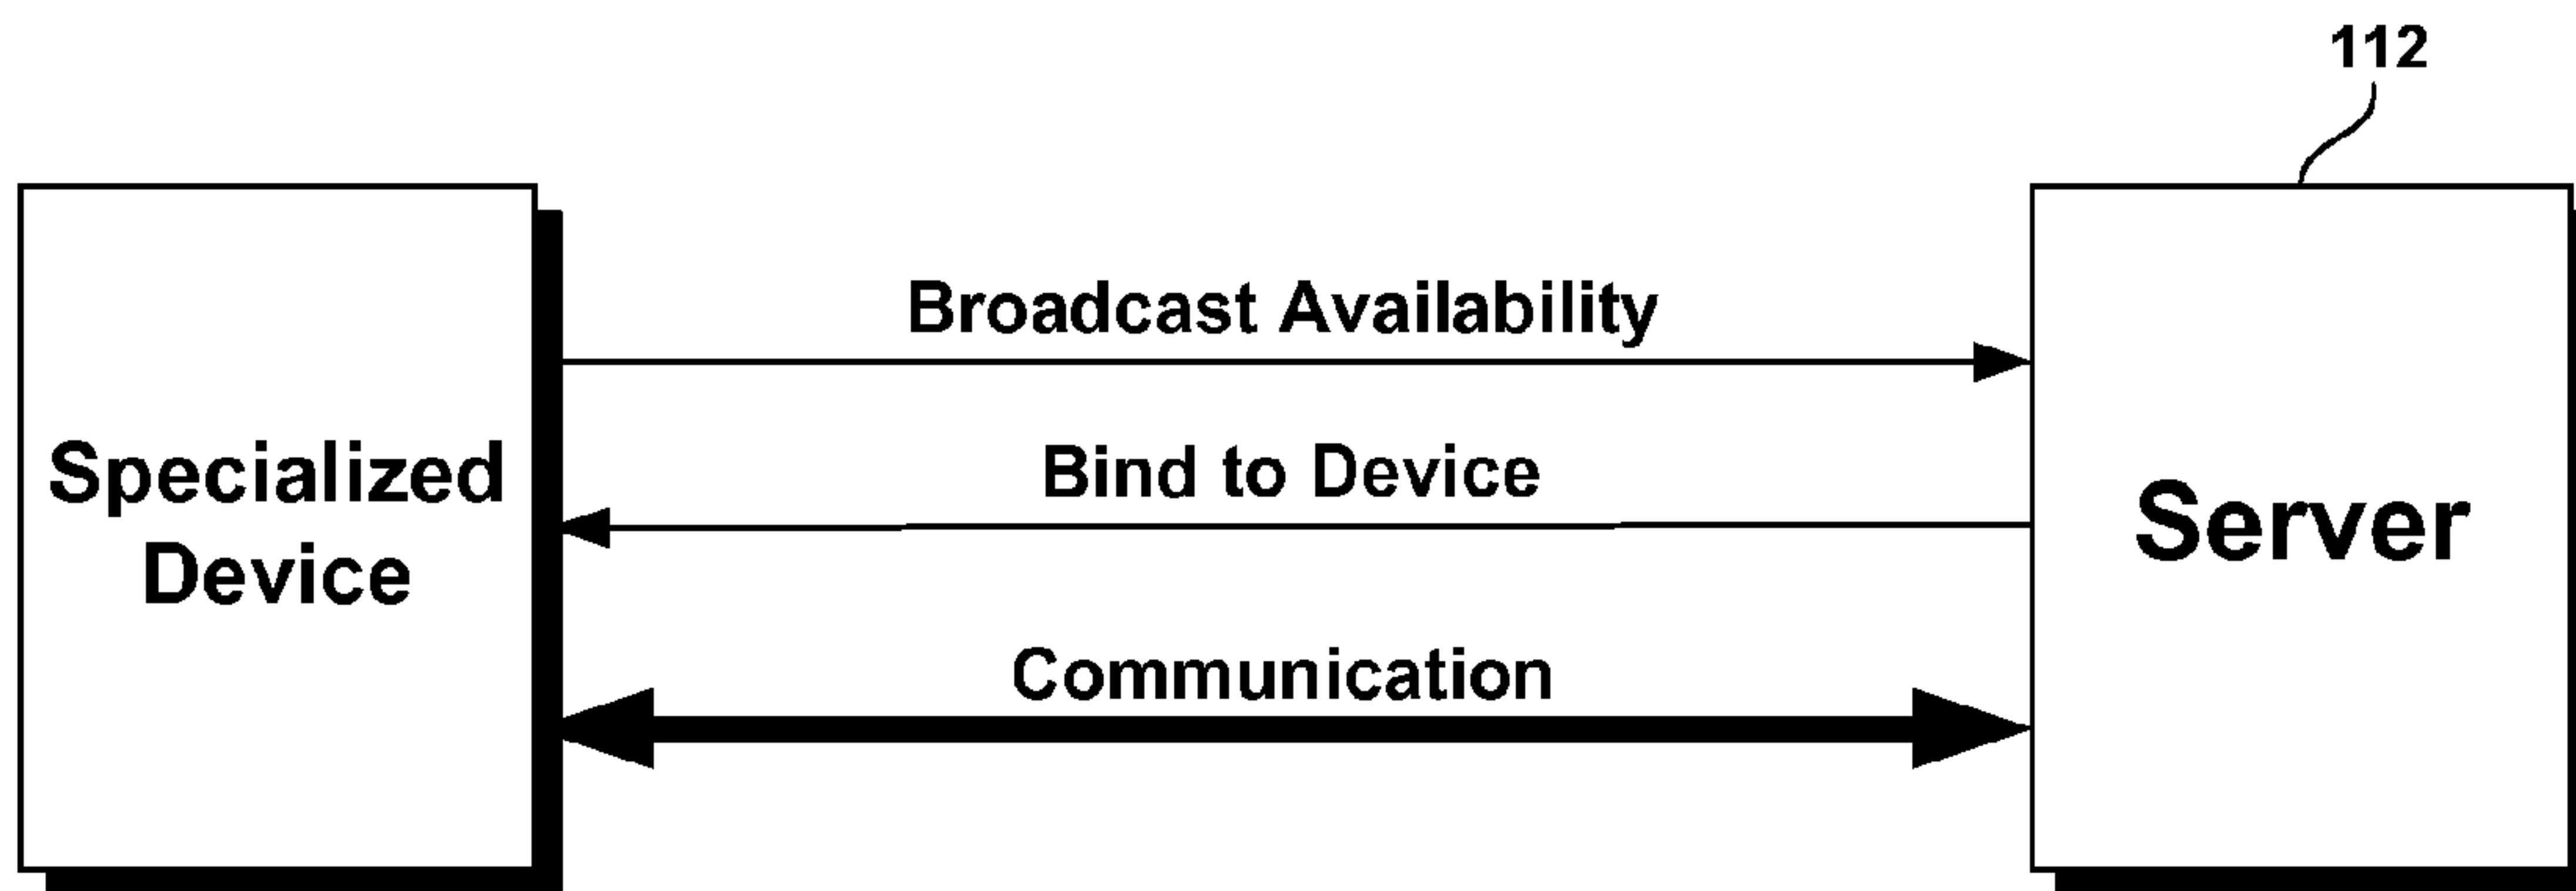 112
Broadcast Availability
Bind to Device
Specialized
Device
Server
Communication